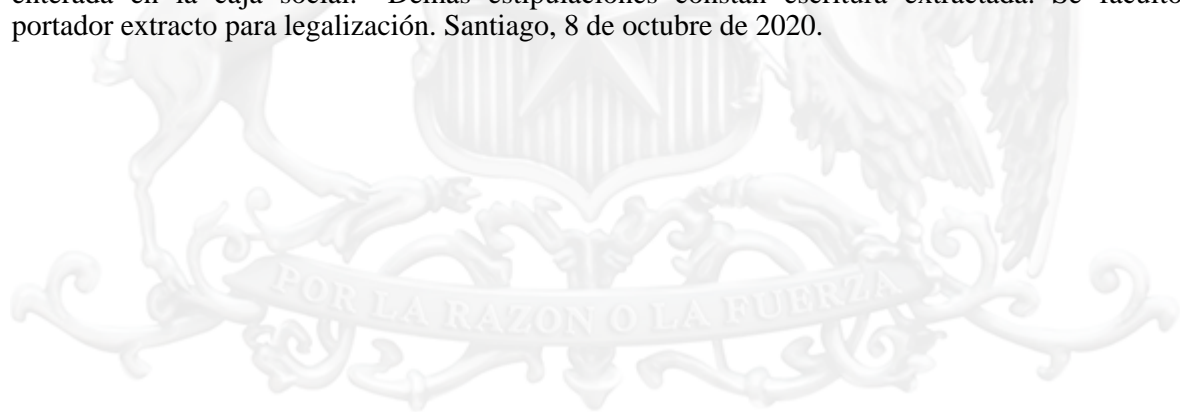 enterada en la caja social. Demás estipulaciones constan escritura extractada. Se facultó
portador extracto para legalización. Santiago, 8 de octubre de 2020.
POR LA RAZON O LA FUERZA